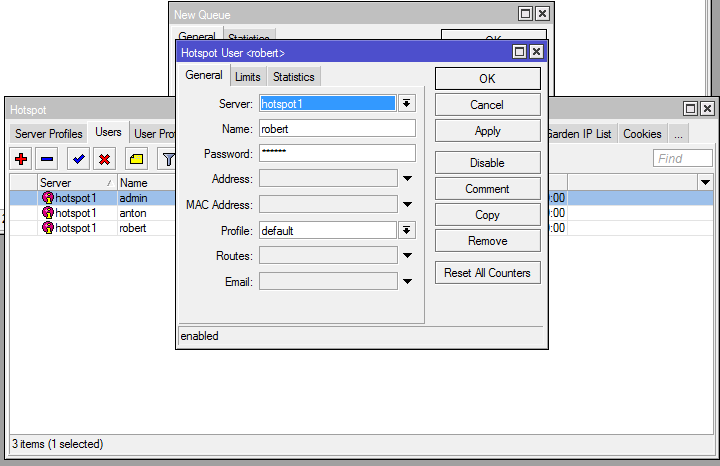 New Queue
General Statistics OK
Hotspot User <robert>
General Limits Statistics
OK
Server: hotspot1
Cancel
Name: robert
Apply
Password: ******
Disable
Address:
Comment
MAC Address:
Copy
Profile: default
Remove
Routes:
Reset All Counters
Email:
enabled
Hotspot
Server Profiles Users User Garden IP List Cookies ...
Find
Server Name
hotspot1 admin 0:00
hotspot1 anton 0:00
hotspot1 robert 0:00
3 items (1 selected)